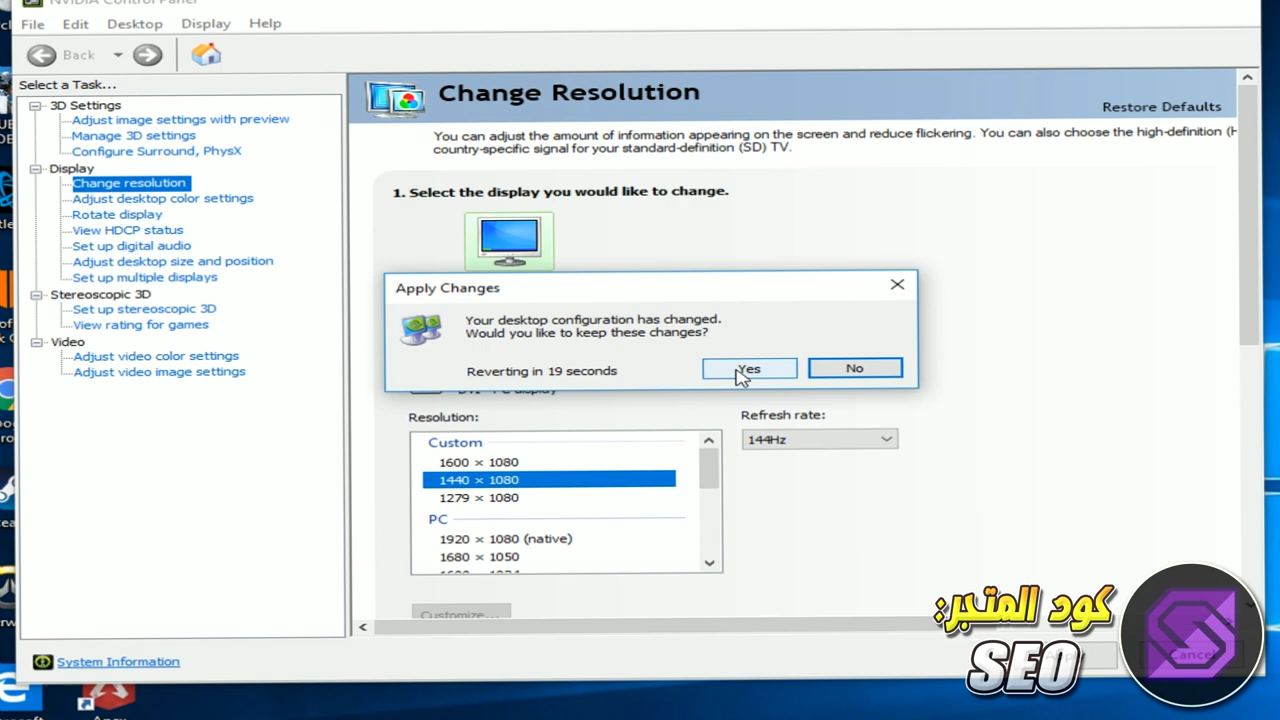 NVIDIA Control Panel
File Edit Desktop Display Help
Back
Select a Task...
3D Settings
Adjust image settings with preview
Manage 3D settings
Configure Surround, PhysX
Display
Change resolution
Adjust desktop color settings
Rotate display
View HDCP status
Set up digital audio
Adjust desktop size and position
Set up multiple displays
Stereoscopic 3D
Set up stereoscopic 3D
View rating for games
Video
Adjust video color settings
Adjust video image settings
System Information
Change Resolution
Restore Defaults
You can adjust the amount of information appearing on the screen and reduce flickering. You can also choose the high-definition (H
country-specific signal for your standard-definition (SD) TV.
1. Select the display you would like to change.
Apply Changes
Your desktop configuration has changed.
Would you like to keep these changes?
Reverting in 19 seconds
Yes No
Resolution:
Refresh rate:
144Hz
Custom
1600 × 1080
1440 × 1080
1279 × 1080
PC
1920 × 1080 (native)
1680 × 1050
Customize...
Cancel
كود المتجر:
SEO